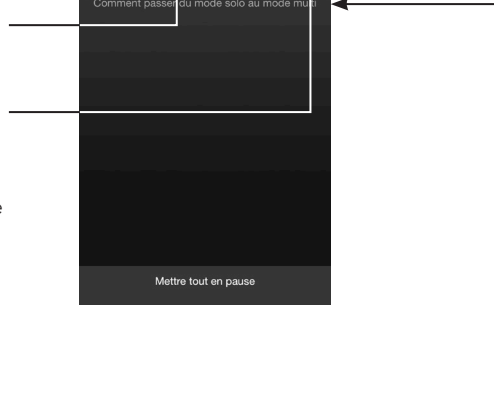 Comment passer du mode solo au mode multi
e
Mettre tout en pause